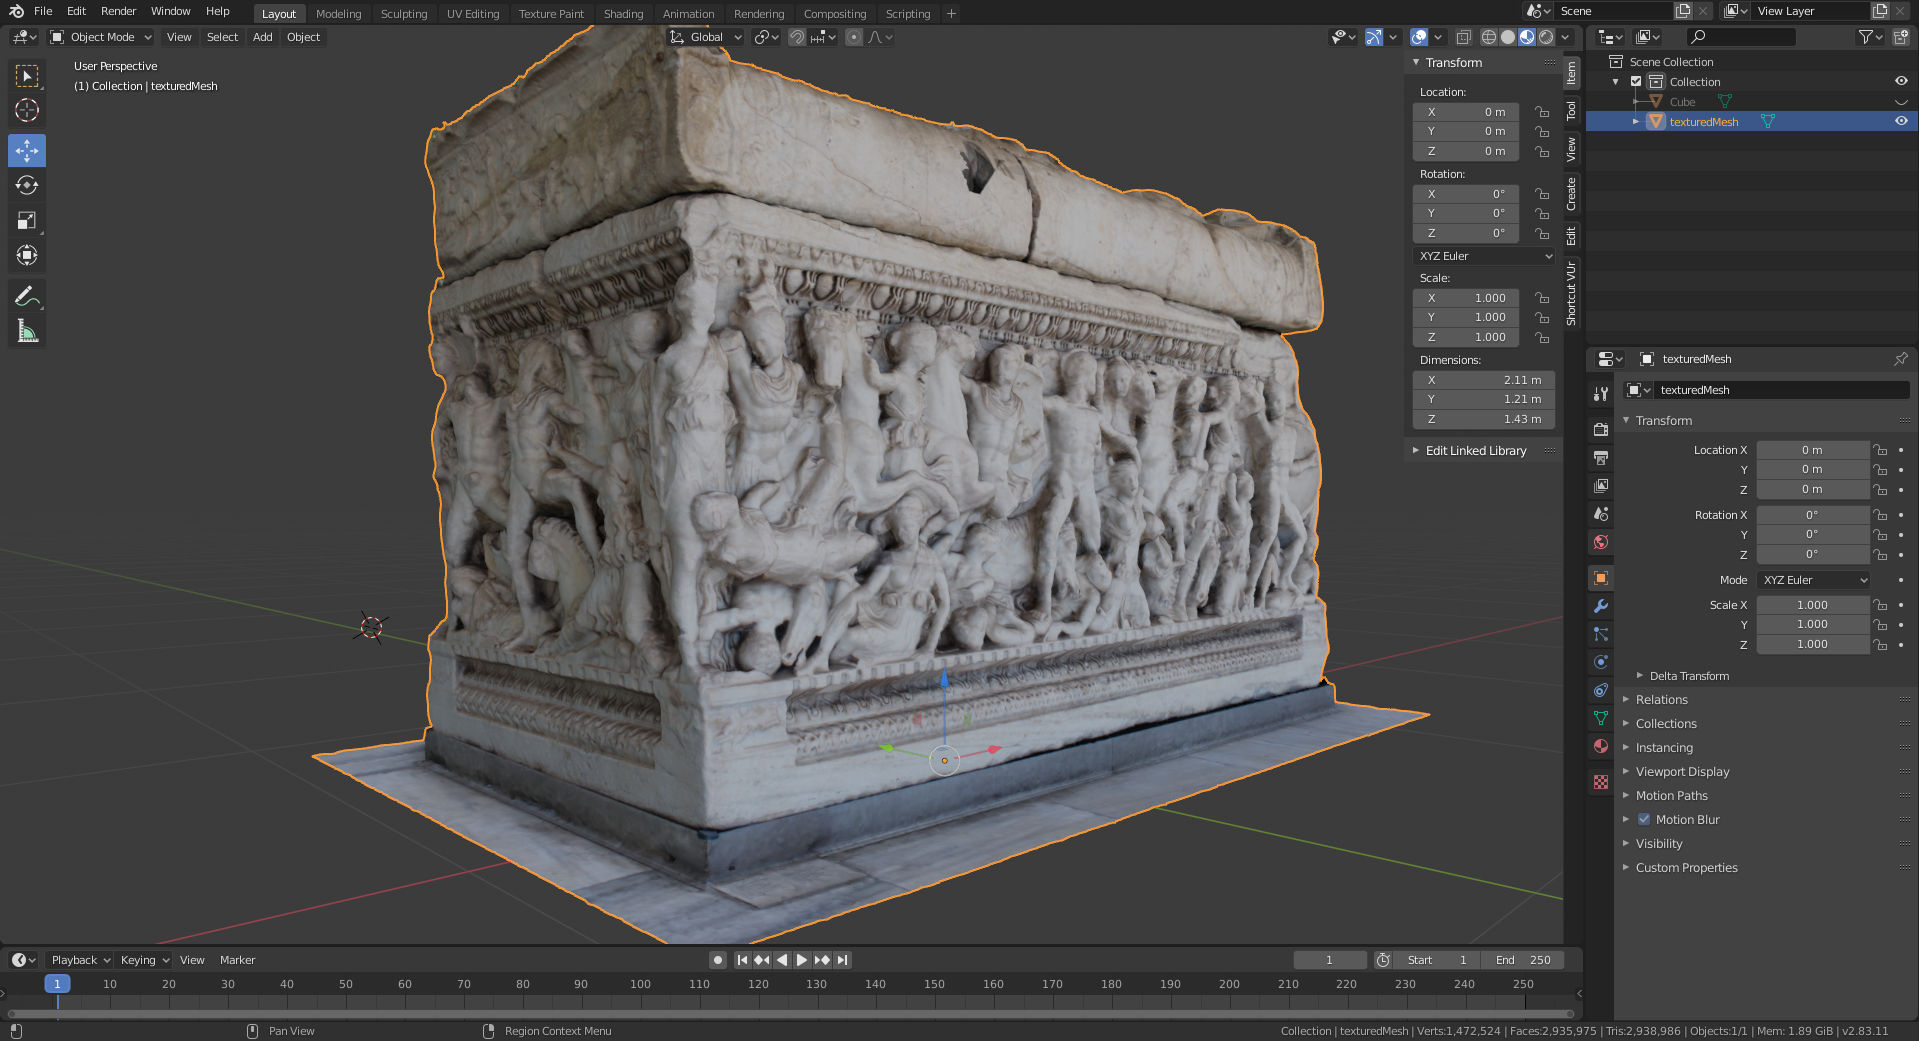 File Edit Render Window Help Layout Modeling Sculpting UV Editing Texture Paint Shading Animation Rendering Compositing Scripting + Scene View Layer
Object Mode View Select Add Object Global
User Perspective
(1) Collection | texturedMesh
Transform
Location:
X 0 m
Y 0 m
Z 0 m
Rotation:
X 0°
Y 0°
Z 0°
XYZ Euler
Scale:
X 1.000
Y 1.000
Z 1.000
Dimensions:
X 2.11 m
Y 1.21 m
Z 1.43 m
Edit Linked Library
Item
Tool
View
Create
Edit
Shortcut VUr
Scene Collection
Collection
Cube
texturedMesh
texturedMesh
texturedMesh
Transform
Location X 0 m
Y 0 m
Z 0 m
Rotation X 0°
Y 0°
Z 0°
Mode XYZ Euler
Scale X 1.000
Y 1.000
Z 1.000
Delta Transform
Relations
Collections
Instancing
Viewport Display
Motion Paths
Motion Blur
Visibility
Custom Properties
Playback Keying View Marker 1 Start 1 End 250
1 10 20 30 40 50 60 70 80 90 100 110 120 130 140 150 160 170 180 190 200 210 220 230 240 250
Pan View Region Context Menu Collection | texturedMesh | Verts:1,472,524 | Faces:2,935,975 | Tris:2,938,986 | Objects:1/1 | Mem: 1.89 GiB | v2.83.11